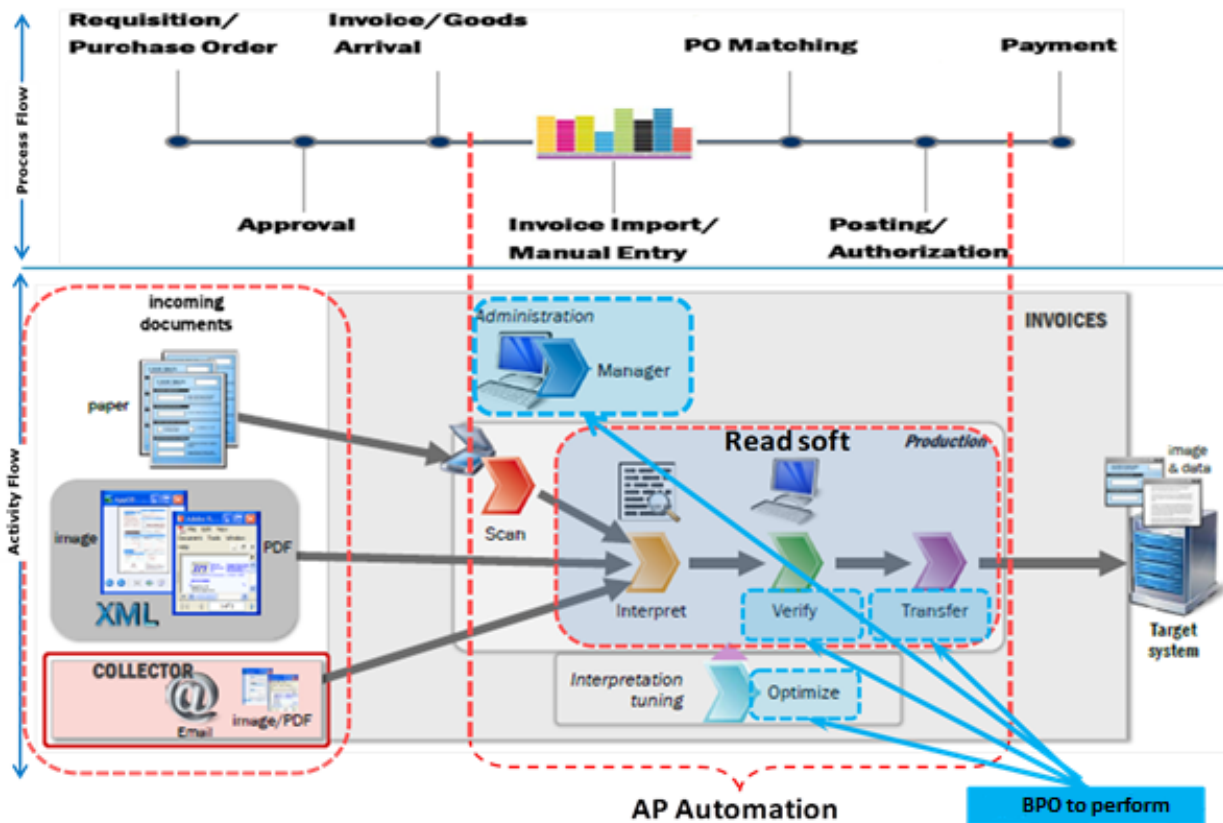 Requisition/
Purchase Order
Invoice/Goods
Arrival
PO Matching
Payment
Process Flow
Approval
Invoice Import/
Manual Entry
Posting/
Authorization
Activity Flow
incoming
documents
paper
image
PDF
XML
COLLECTOR
@
Email
image/PDF
Administration
Manager
INVOICES
Read soft
Production
Scan
Interpret
Verify
Transfer
Interpretation
tuning
Optimize
image
& data
Target
system
AP Automation
BPO to perform